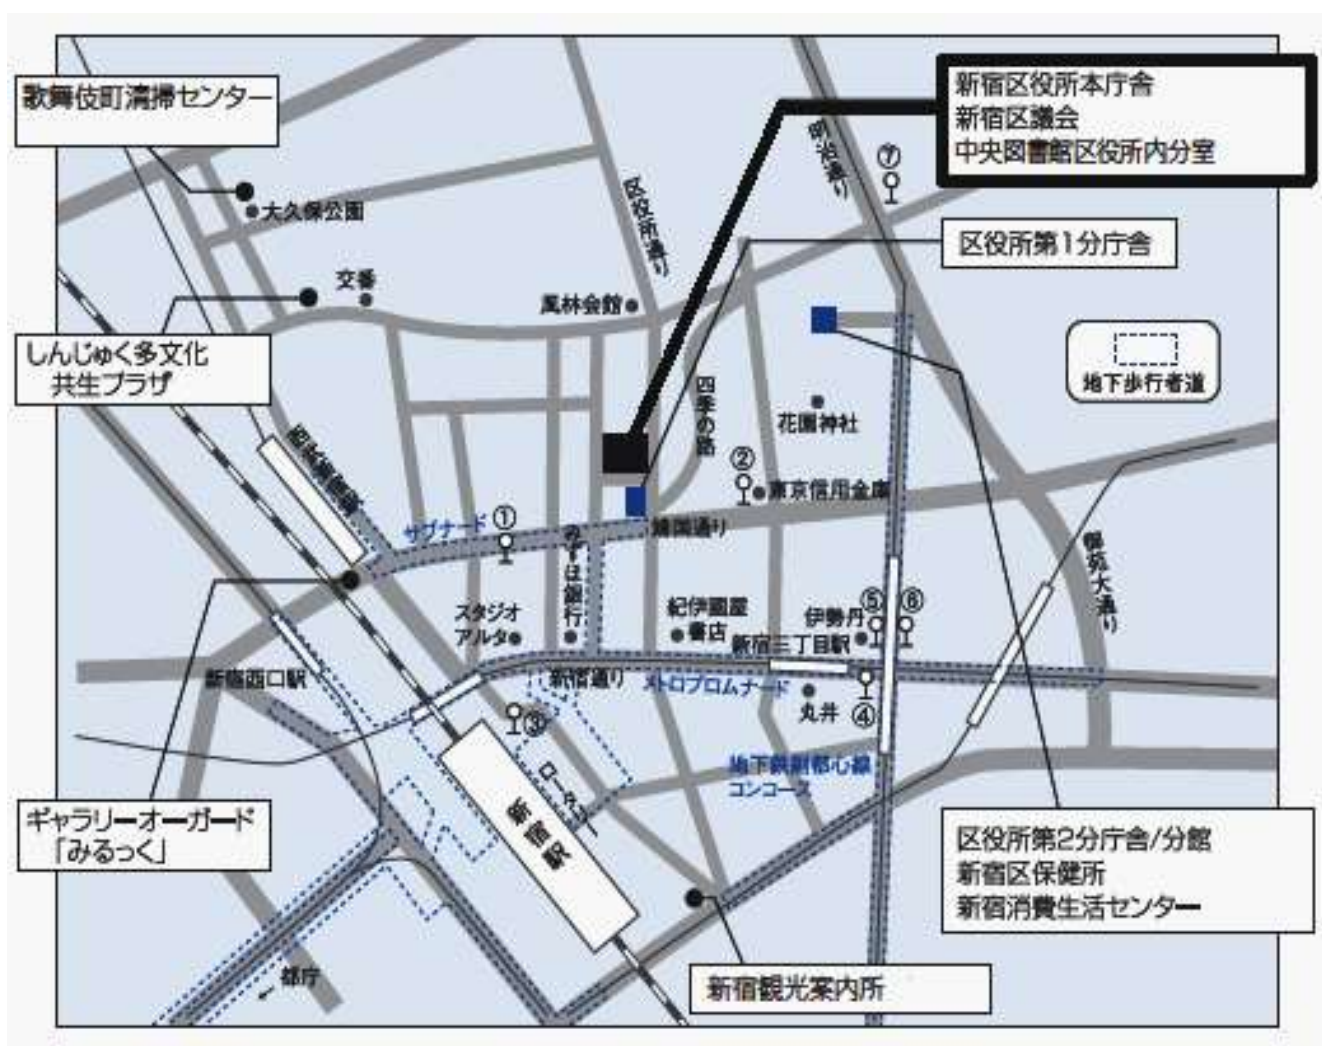 歌舞伎町清掃センター
新宿区役所本庁舎
新宿区議会
中央図書館区役所内分室
明治通り
⑦
大久保公園
区役所通り
区役所第1分庁舎
交番
風林会館
しんじゅく多文化
共生プラザ
地下歩行者道
四季の路
花園神社
西武新宿駅
②
東京信用金庫
サブナード
①
靖国通り
みずほ銀行
御苑大通り
スタジオ
アルタ
紀伊國屋
書店
伊勢丹
⑤
⑥
新宿三丁目駅
新宿西口駅
新宿通り
メトロプロムナード
丸井
④
③
地下鉄副都心線
コンコース
新宿駅
ギャラリーオーガード
「みるっく」
区役所第2分庁舎/分館
新宿区保健所
新宿消費生活センター
都庁
新宿観光案内所